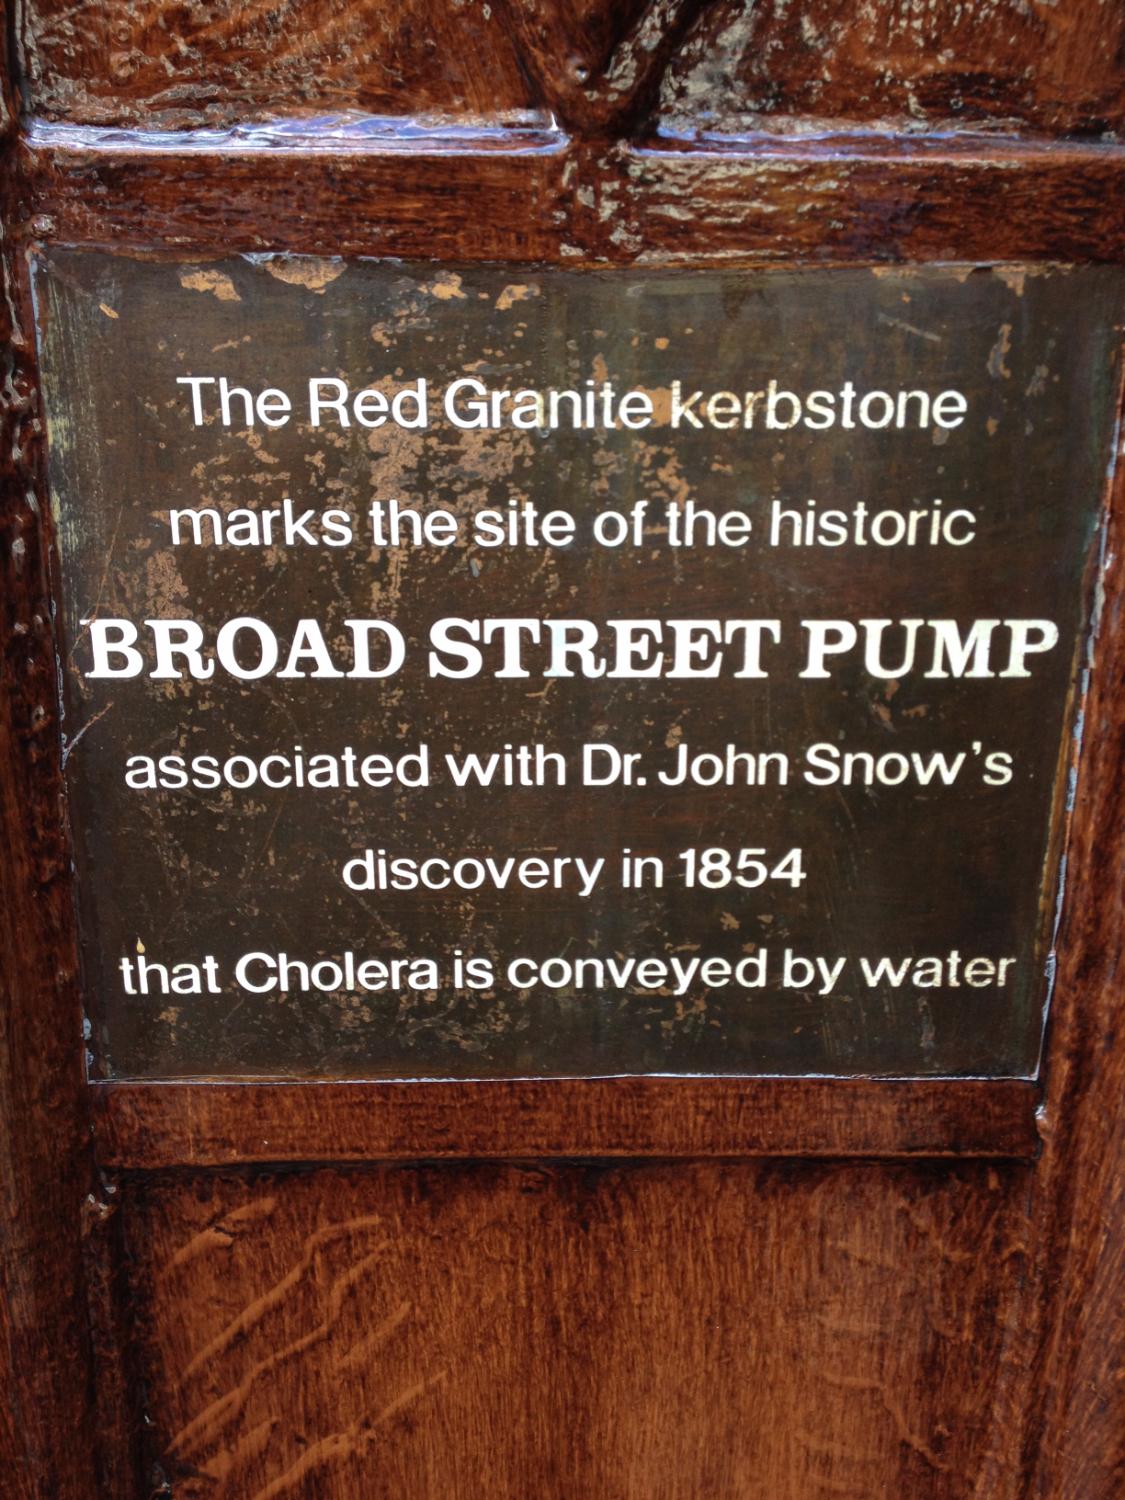 The Red Granite kerbstone
marks the site of the historic
BROAD STREET PUMP
associated with Dr. John Snow's
discovery in 1854
that Cholera is conveyed by water